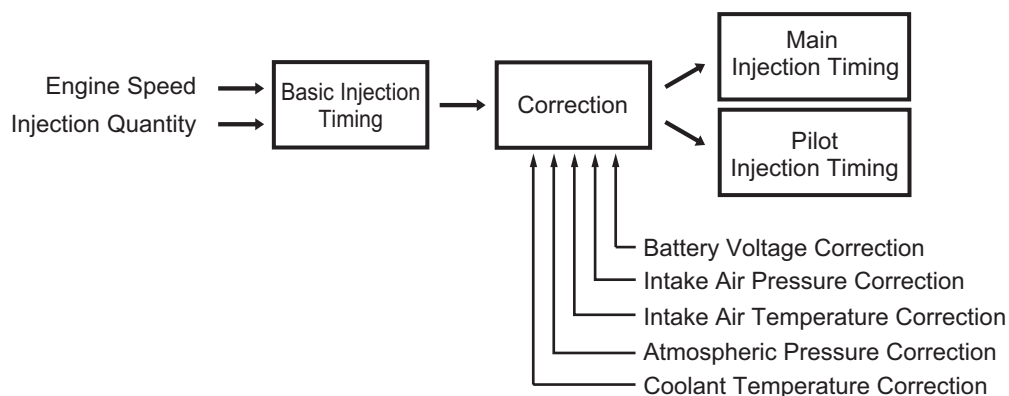 Engine Speed
Injection Quantity
Basic Injection
Timing
Correction
Main
Injection Timing
Pilot
Injection Timing
Battery Voltage Correction
Intake Air Pressure Correction
Intake Air Temperature Correction
Atmospheric Pressure Correction
Coolant Temperature Correction